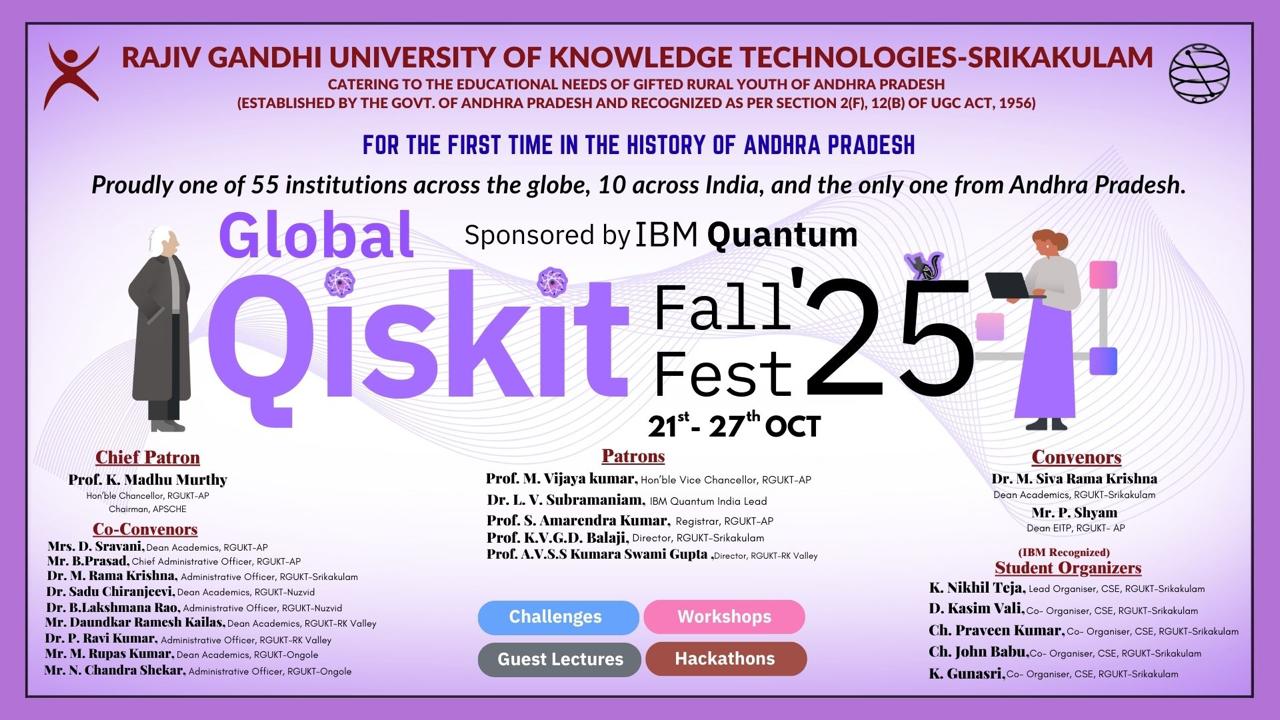 RAJIV GANDHI UNIVERSITY OF KNOWLEDGE TECHNOLOGIES-SRIKAKULAM
CATERING TO THE EDUCATIONAL NEEDS OF GIFTED RURAL YOUTH OF ANDHRA PRADESH
(ESTABLISHED BY THE GOVT. OF ANDHRA PRADESH AND RECOGNIZED AS PER SECTION 2(F), 12(B) OF UGC ACT, 1956)
FOR THE FIRST TIME IN THE HISTORY OF ANDHRA PRADESH
Proudly one of 55 institutions across the globe, 10 across India, and the only one from Andhra Pradesh.
Global
Sponsored by IBM Quantum
Qiskit
Fall
Fest
'25
21st- 27th OCT
Chief Patron
Prof. K. Madhu Murthy
Hon'ble Chancellor, RGUKT-AP
Chairman, APSCHE
Co-Convenors
Mrs. D. Sravani, Dean Academics, RGUKT-AP
Mr. B.Prasad, Chief Administrative Officer, RGUKT-AP
Dr. M. Rama Krishna, Administrative Officer, RGUKT-Srikakulam
Dr. Sadu Chiranjeevi, Dean Academics, RGUKT-Nuzvid
Dr. B.Lakshmana Rao, Administrative Officer, RGUKT-Nuzvid
Mr. Daundkar Ramesh Kailas, Dean Academics, RGUKT-RK Valley
Dr. P. Ravi Kumar, Administrative Officer, RGUKT-RK Valley
Mr. M. Rupas Kumar, Dean Academics, RGUKT-Ongole
Mr. N. Chandra Shekar, Administrative Officer, RGUKT-Ongole
Patrons
Prof. M. Vijaya kumar, Hon'ble Vice Chancellor, RGUKT-AP
Dr. L. V. Subramaniam, IBM Quantum India Lead
Prof. S. Amarendra Kumar, Registrar, RGUKT-AP
Prof. K.V.G.D. Balaji, Director, RGUKT-Srikakulam
Prof. A.V.S.S Kumara Swami Gupta ,Director, RGUKT-RK Valley
Challenges
Workshops
Guest Lectures
Hackathons
Convenors
Dr. M. Siva Rama Krishna
Dean Academics, RGUKT-Srikakulam
Mr. P. Shyam
Dean EITP, RGUKT- AP
(IBM Recognized)
Student Organizers
K. Nikhil Teja, Lead Organiser, CSE, RGUKT-Srikakulam
D. Kasim Vali, Co- Organiser, CSE, RGUKT-Srikakulam
Ch. Praveen Kumar, Co- Organiser, CSE, RGUKT-Srikakulam
Ch. John Babu, Co- Organiser, CSE, RGUKT-Srikakulam
K. Gunasri, Co- Organiser, CSE, RGUKT-Srikakulam